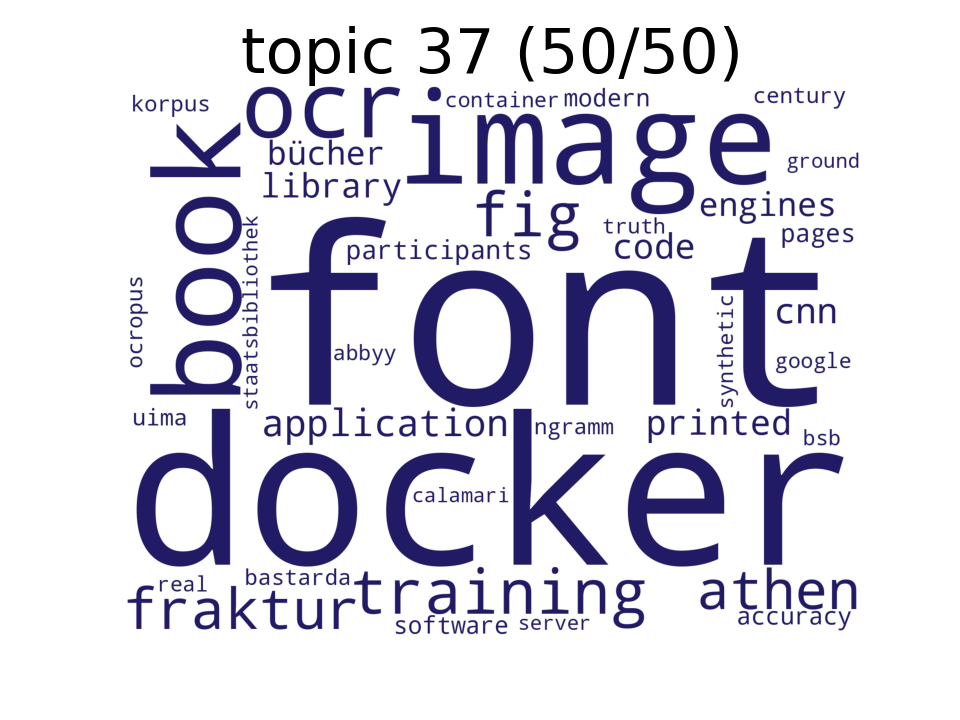 topic 37 (50/50)
korpus
ocr
container
modern
century
image
book
bücher
library
ground
fig
engines
truth
code
pages
participants
staatsbibliothek
font
ocropus
synthetic
cnn
abbyy
google
uima
application
ngramm
printed
bsb
docker
calamari
real
bastarda
fraktur
training
athen
software
server
accuracy